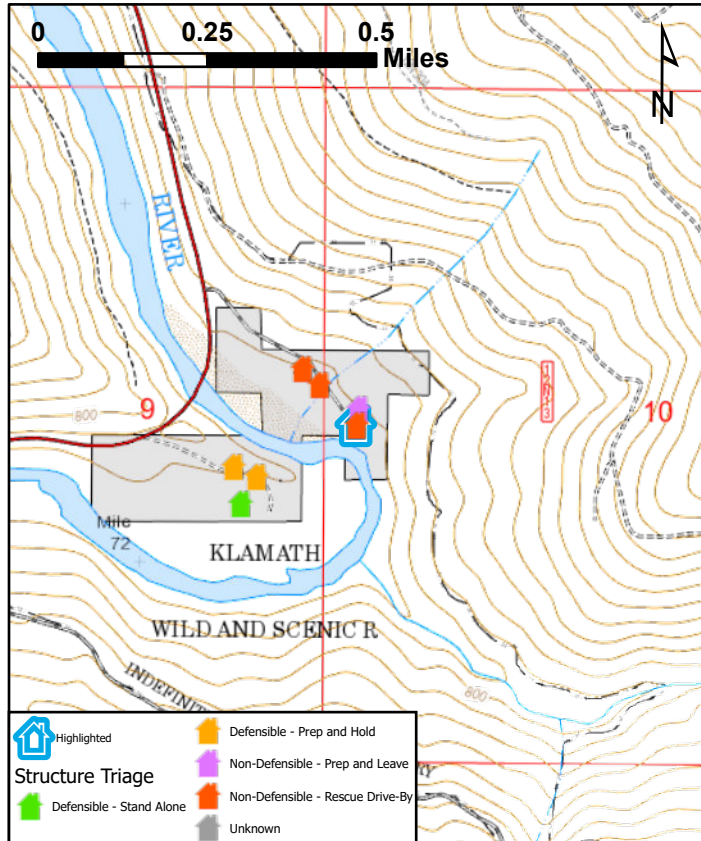 0 0.25 0.5
Miles
N
RIVER
9
800
10
Mile
72
KLAMATH
WILD AND SCENIC R
INDEFINIT
800
Highlighted
Structure Triage
Defensible - Stand Alone
Defensible - Prep and Hold
Non-Defensible - Prep and Leave
Non-Defensible - Rescue Drive-By
Unknown